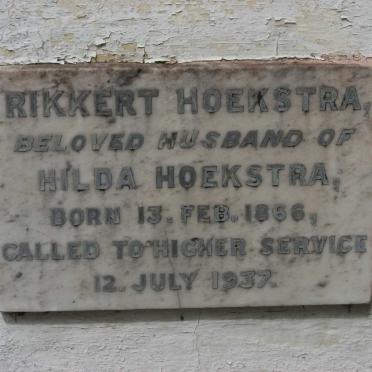 RIKKERT HOEKSTRA,
BELOVED HUSBAND OF
HILDA HOEKSTRA,
BORN 13. FEB. 1866,
CALLED TO HIGHER SERVICE
12. JULY 1937.